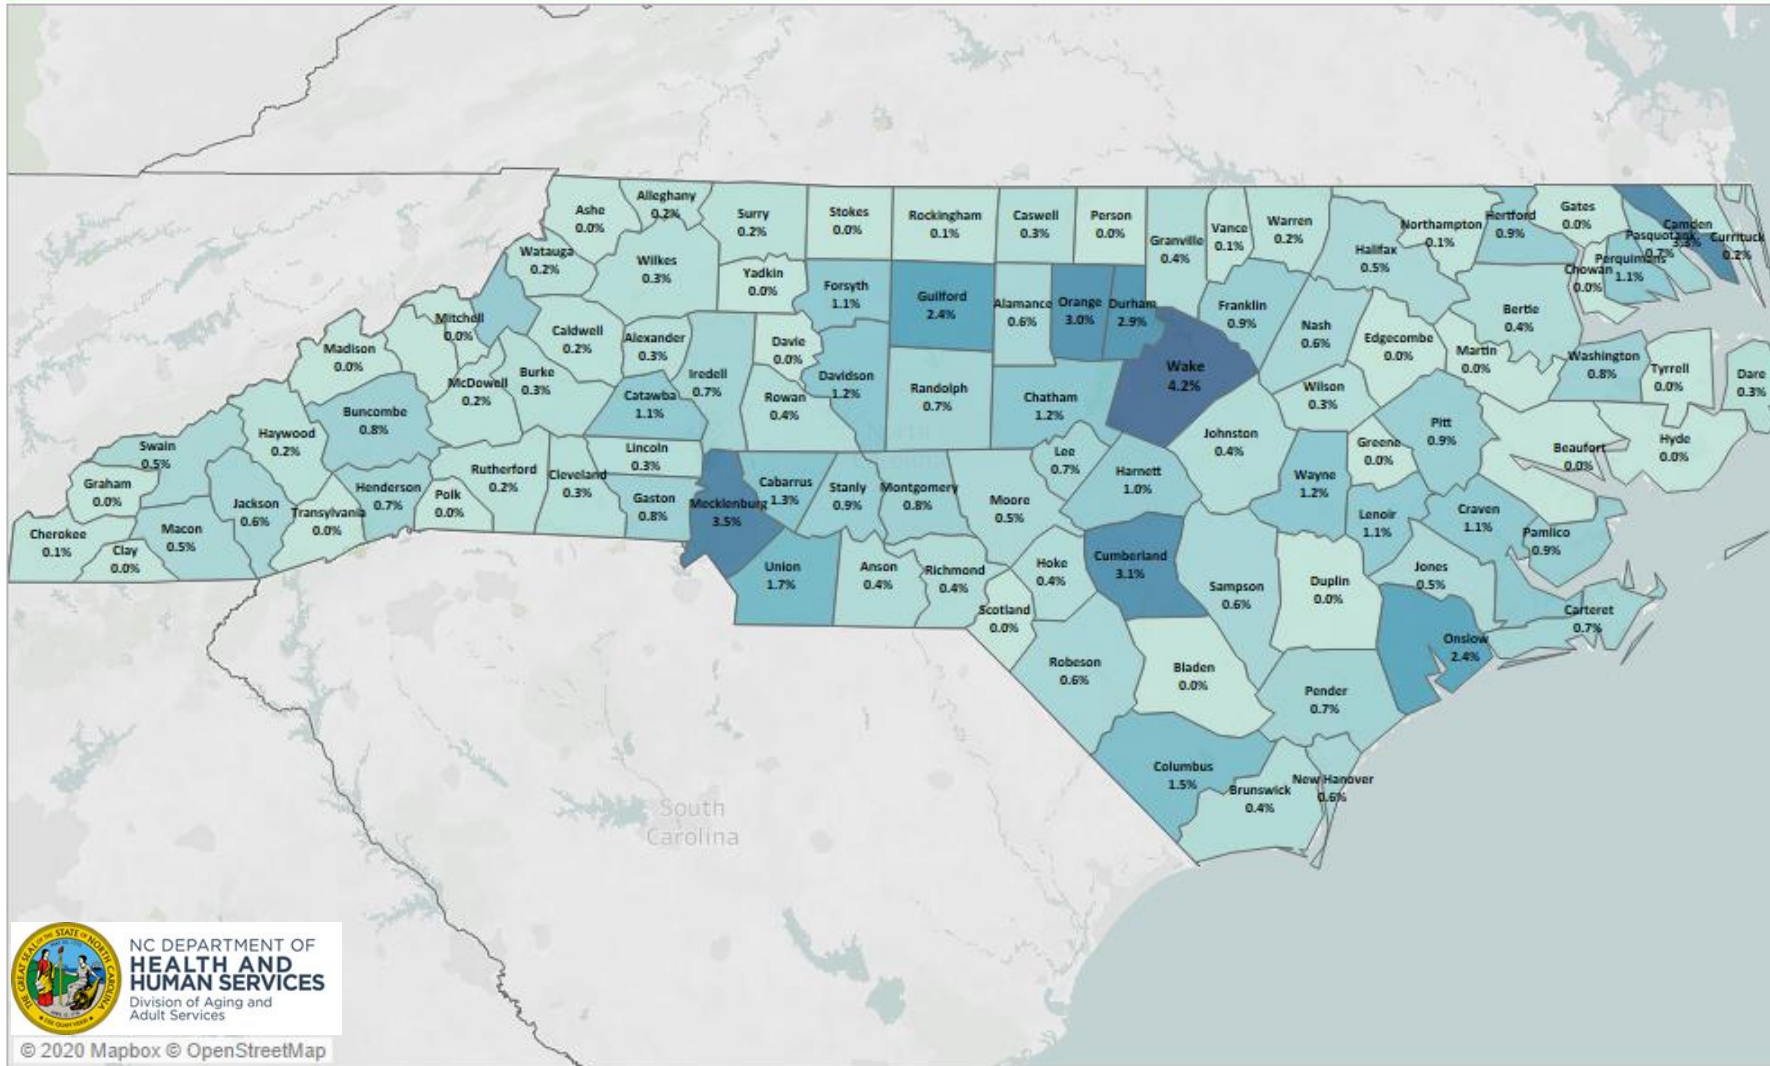 Ashe
0.0%
Alleghany
0.2%
Surry
0.2%
Stokes
0.0%
Rockingham
0.1%
Caswell
0.3%
Person
0.0%
Granville
0.4%
Vance
0.1%
Warren
0.2%
Northampton
0.1%
Hertford
0.9%
Gates
0.0%
Camden
3.3%
Currituck
0.2%
Pasquotank
0.7%
Perquimans
1.1%
Chowan
0.0%
Halifax
0.5%
Watauga
0.2%
Wilkes
0.3%
Yadkin
0.0%
Forsyth
1.1%
Guilford
2.4%
Alamance
0.6%
Orange
3.0%
Durham
2.9%
Franklin
0.9%
Nash
0.6%
Edgecombe
0.0%
Bertie
0.4%
Martin
0.0%
Washington
0.8%
Tyrrell
0.0%
Dare
0.3%
Mitchell
0.0%
Madison
0.0%
Caldwell
0.2%
Alexander
0.3%
Iredell
0.7%
Davie
0.0%
Davidson
1.2%
Randolph
0.7%
Chatham
1.2%
Wake
4.2%
Wilson
0.3%
McDowell
0.2%
Burke
0.3%
Catawba
1.1%
Rowan
0.4%
Buncombe
0.8%
Haywood
0.2%
Swain
0.5%
Graham
0.0%
Jackson
0.6%
Transylvania
0.0%
Henderson
0.7%
Polk
0.0%
Rutherford
0.2%
Cleveland
0.3%
Lincoln
0.3%
Gaston
0.8%
Mecklenburg
3.5%
Cabarrus
1.3%
Stanly
0.9%
Montgomery
0.8%
Moore
0.5%
Lee
0.7%
Harnett
1.0%
Johnston
0.4%
Wayne
1.2%
Greene
0.0%
Pitt
0.9%
Beaufort
0.0%
Hyde
0.0%
Lenoir
1.1%
Craven
1.1%
Pamlico
0.9%
Cherokee
0.1%
Clay
0.0%
Macon
0.5%
Union
1.7%
Anson
0.4%
Richmond
0.4%
Scotland
0.0%
Hoke
0.4%
Cumberland
3.1%
Sampson
0.6%
Duplin
0.0%
Jones
0.5%
Onslow
2.4%
Carteret
0.7%
Robeson
0.6%
Bladen
0.0%
Pender
0.7%
Columbus
1.5%
Brunswick
0.4%
New Hanover
0.6%
South
Carolina
NC DEPARTMENT OF
HEALTH AND
HUMAN SERVICES
Division of Aging and
Adult Services
© 2020 Mapbox © OpenStreetMap